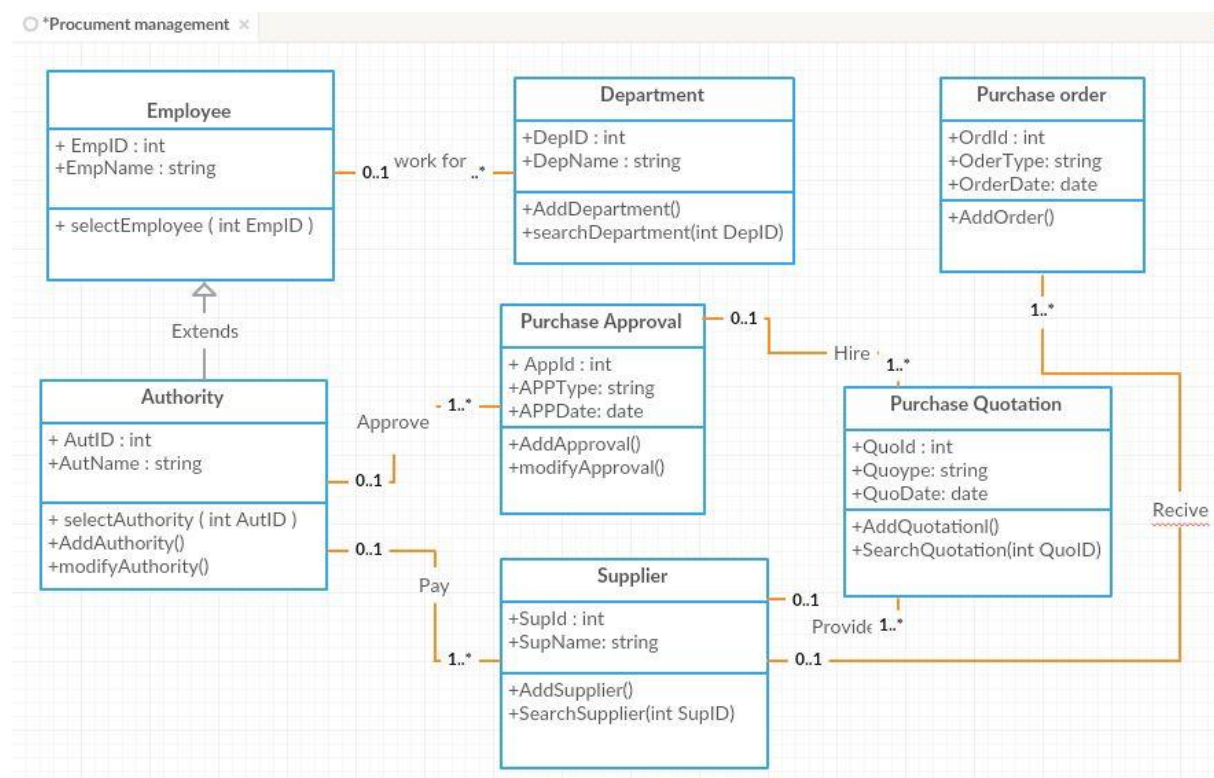 *Procument management
Employee
+ EmpID : int
+EmpName : string
+ selectEmployee ( int EmpID )
0..1
work for
..*
Department
+DepID : int
+DepName : string
+AddDepartment()
+searchDepartment(int DepID)
Purchase order
+OrdId : int
+OderType: string
+OrderDate: date
+AddOrder()
1..*
Extends
Purchase Approval
+ AppId : int
+APPType: string
+APPDate: date
+AddApproval()
+modifyApproval()
0..1
Hire
1..*
Authority
+ AutID : int
+AutName : string
+ selectAuthority ( int AutID )
+AddAuthority()
+modifyAuthority()
Approve
1..*
0..1
Purchase Quotation
+QuoId : int
+Quoype: string
+QuoDate: date
+AddQuotationl()
+SearchQuotation(int QuoID)
Recive
0..1
Pay
1..*
Supplier
+SupId : int
+SupName: string
+AddSupplier()
+SearchSupplier(int SupID)
0..1
Provide
1..*
0..1